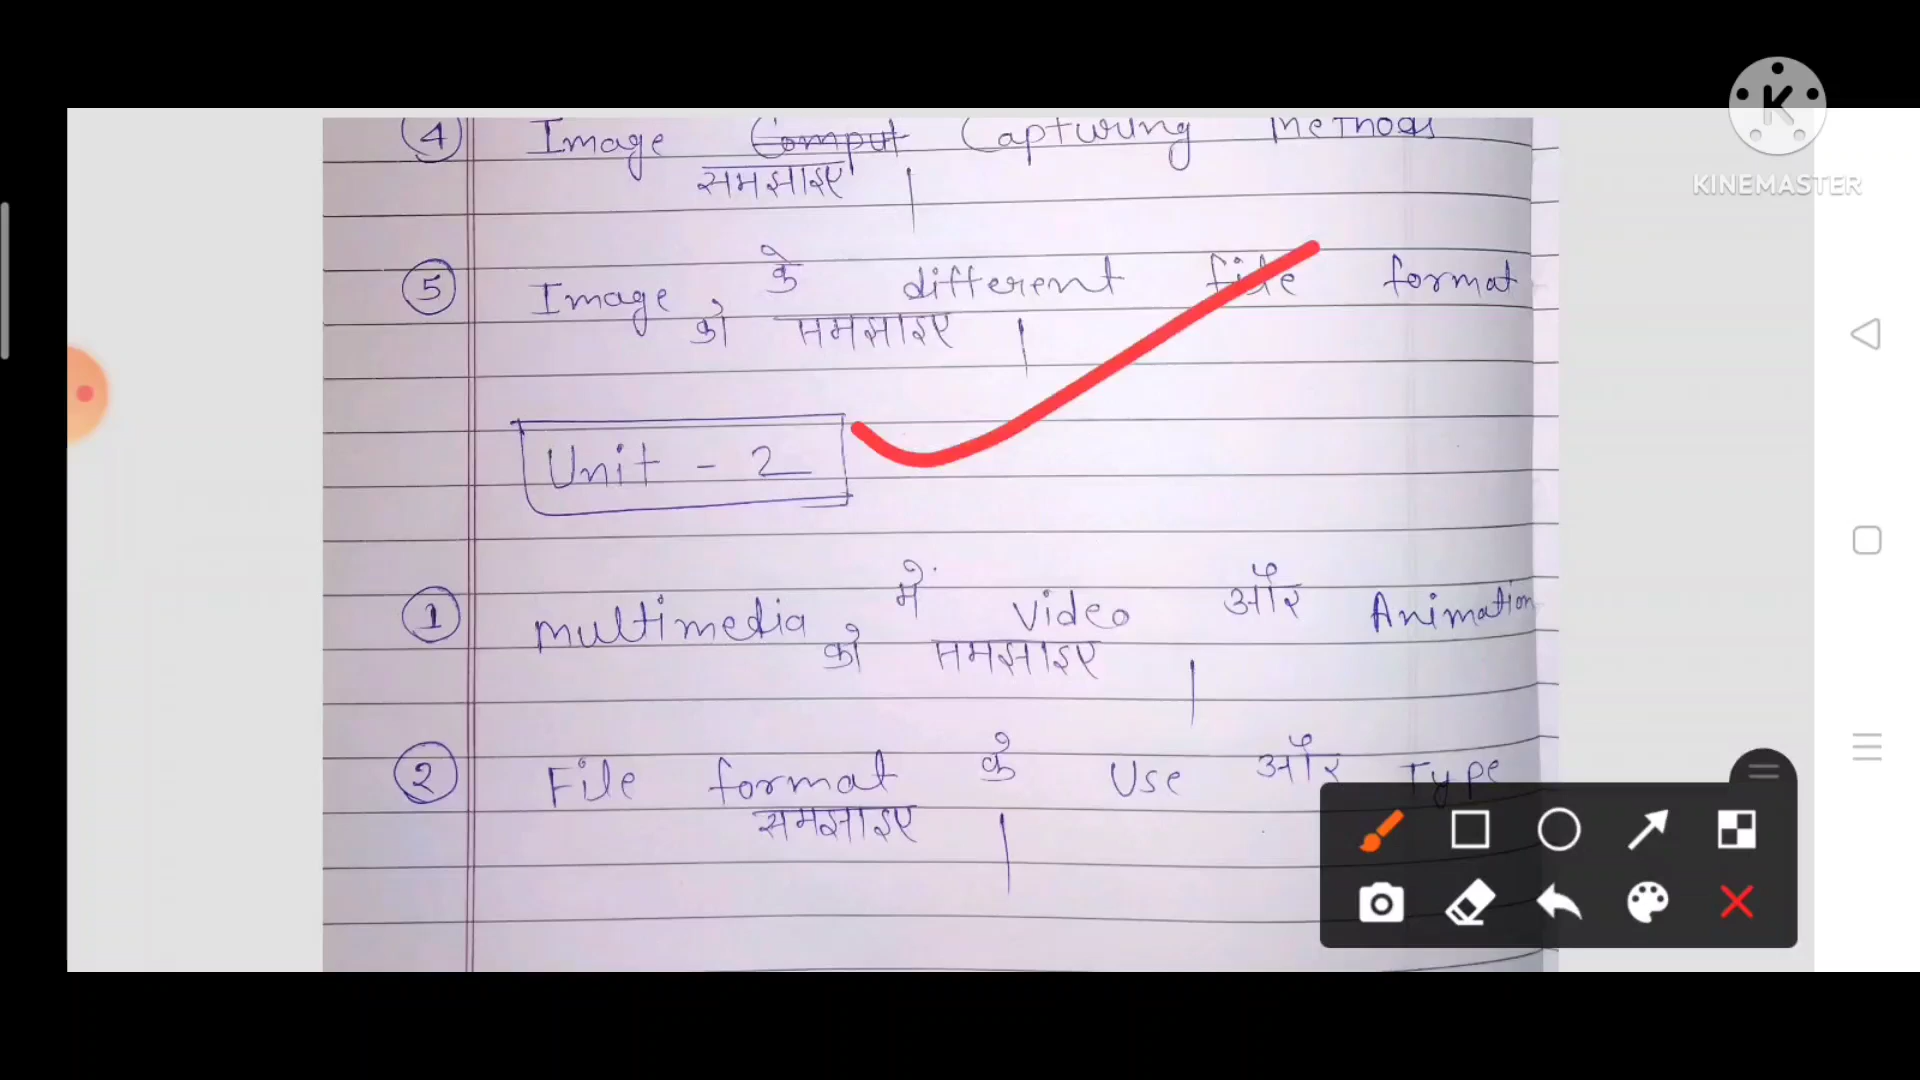 ④ Image Comput Capturing Methods
समझाइए |
⑤ Image के different file format
को समझाइए |
Unit - 2
① multimedia में video और Animation
को समझाइए |
② File format के Use और Type
समझाइए |
KINEMASTER